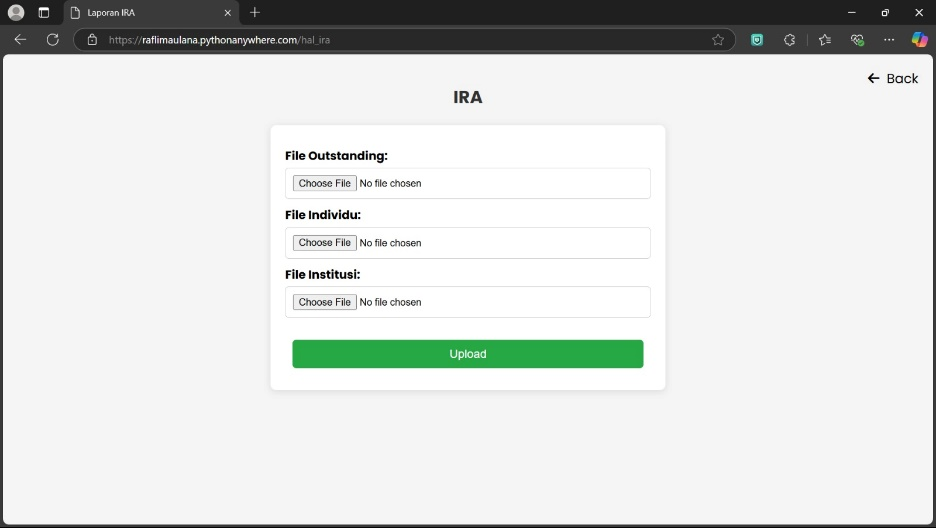 Laporan IRA
https://raflimaulana.pythonanywhere.com/hal_ira
← Back
IRA
File Outstanding:
Choose File No file chosen
File Individu:
Choose File No file chosen
File Institusi:
Choose File No file chosen
Upload